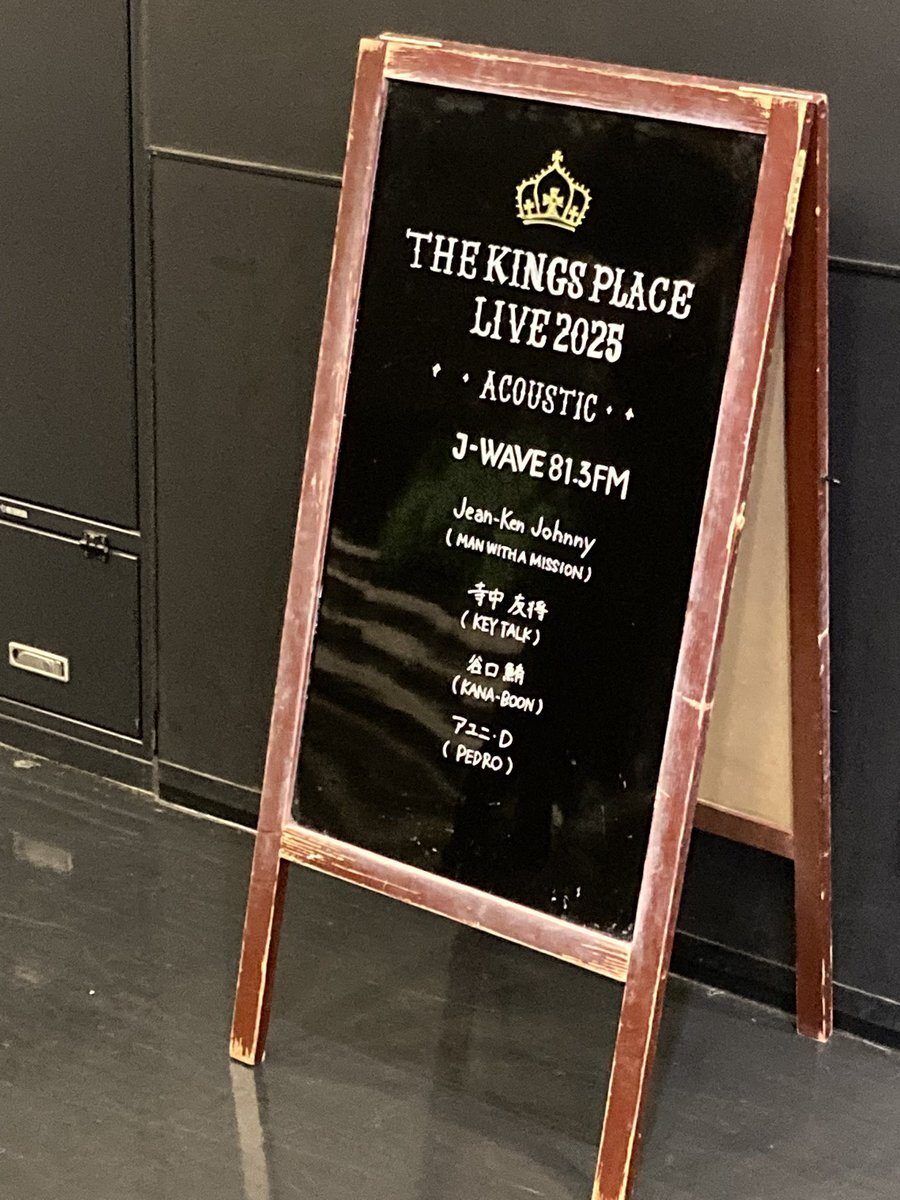 THE KINGS PLACE
LIVE 2025
ACOUSTIC
J-WAVE 81.3FM
Jean-Ken Johnny
(MAN WITH A MISSION)
寺中 友将
(KEYTALK)
谷口 鮪
(KANA-BOON)
アユニ・D
(PEDRO)